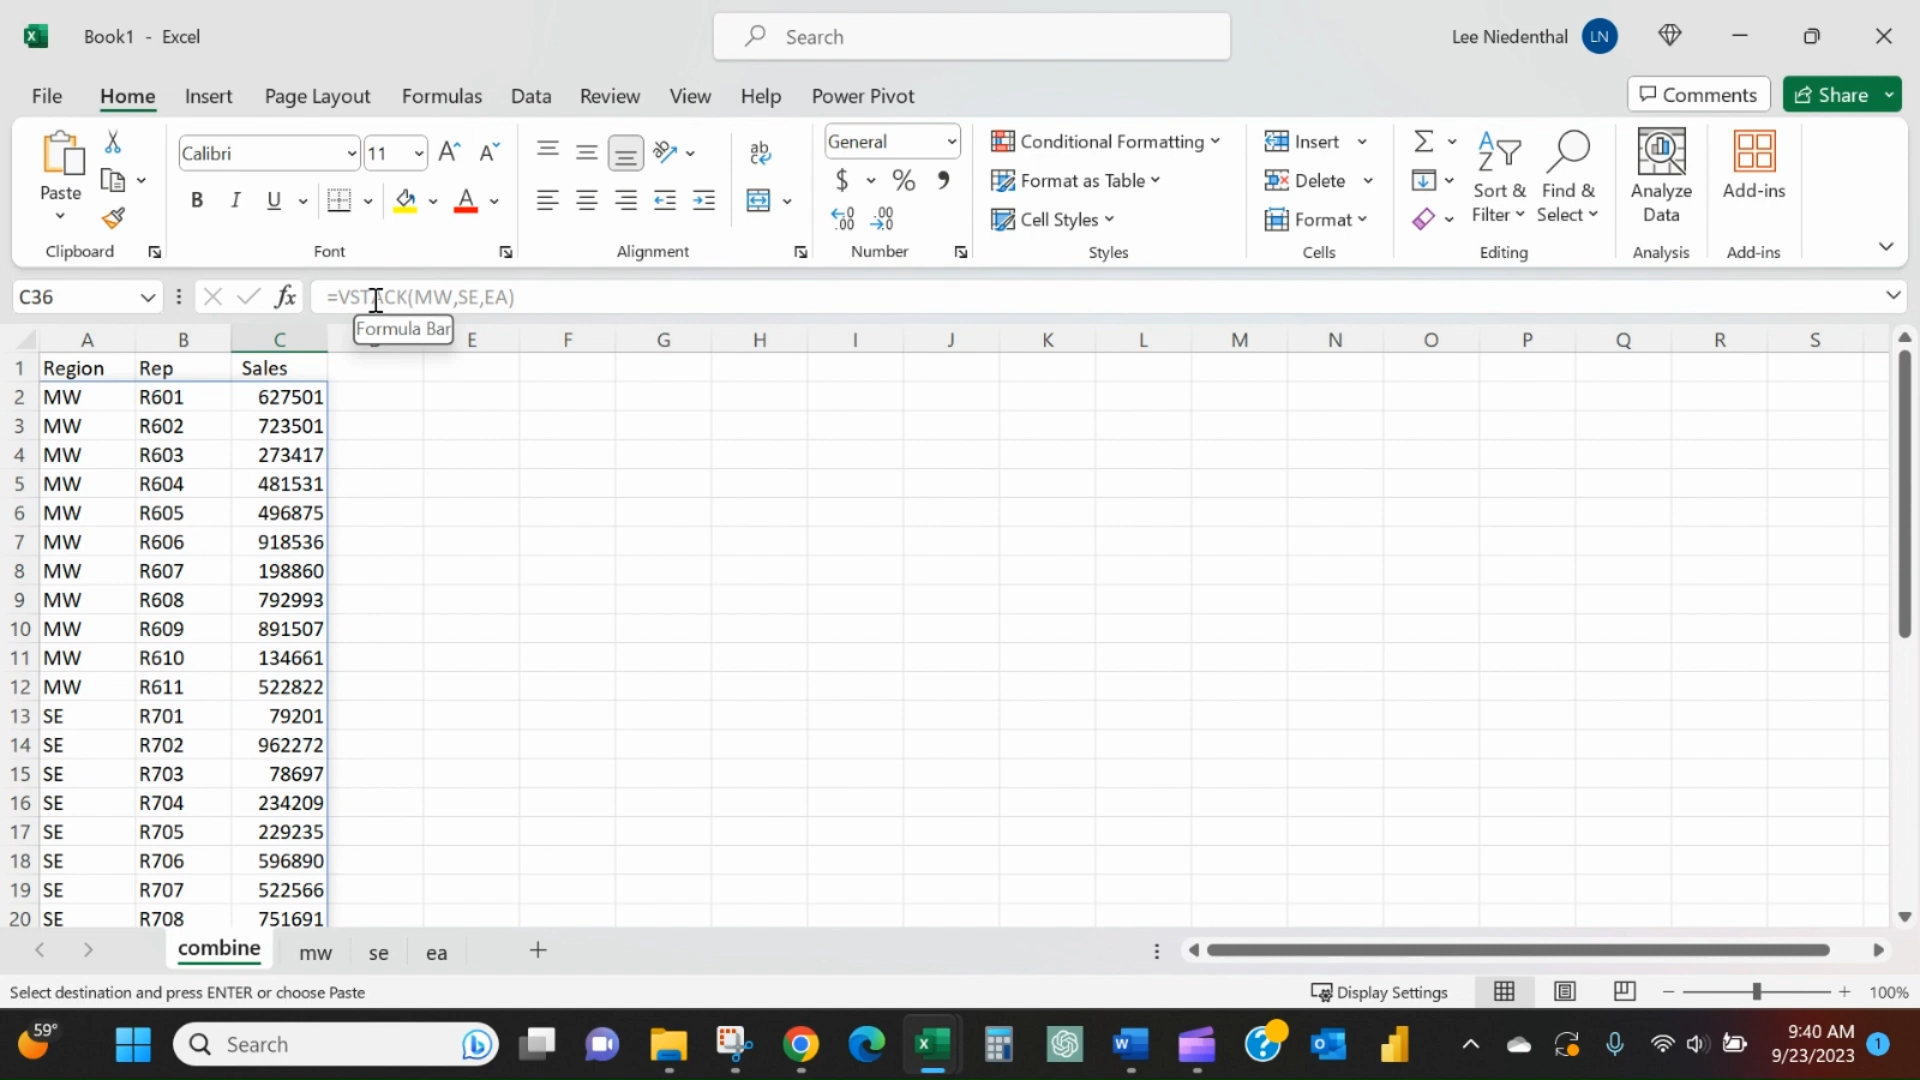 Book1 - Excel
Search
Lee Niedenthal
LN
File Home Insert Page Layout Formulas Data Review View Help Power Pivot
Comments
Share
Paste
Clipboard
Calibri
11
B I U
Font
ab
Alignment
General
$ % ,
Number
Conditional Formatting
Format as Table
Cell Styles
Styles
Insert
Delete
Format
Cells
Sort &
Filter
Find &
Select
Editing
Analyze
Data
Analysis
Add-ins
Add-ins
C36
fx
=VSTACK(MW,SE,EA)
Formula Bar
A B C E F G H I J K L M N O P Q R S
1 Region Rep Sales
2 MW R601 627501
3 MW R602 723501
4 MW R603 273417
5 MW R604 481531
6 MW R605 496875
7 MW R606 918536
8 MW R607 198860
9 MW R608 792993
10 MW R609 891507
11 MW R610 134661
12 MW R611 522822
13 SE R701 79201
14 SE R702 962272
15 SE R703 78697
16 SE R704 234209
17 SE R705 229235
18 SE R706 596890
19 SE R707 522566
20 SE R708 751691
combine mw se ea
Select destination and press ENTER or choose Paste
Display Settings
100%
59°
Search
9:40 AM
9/23/2023
1